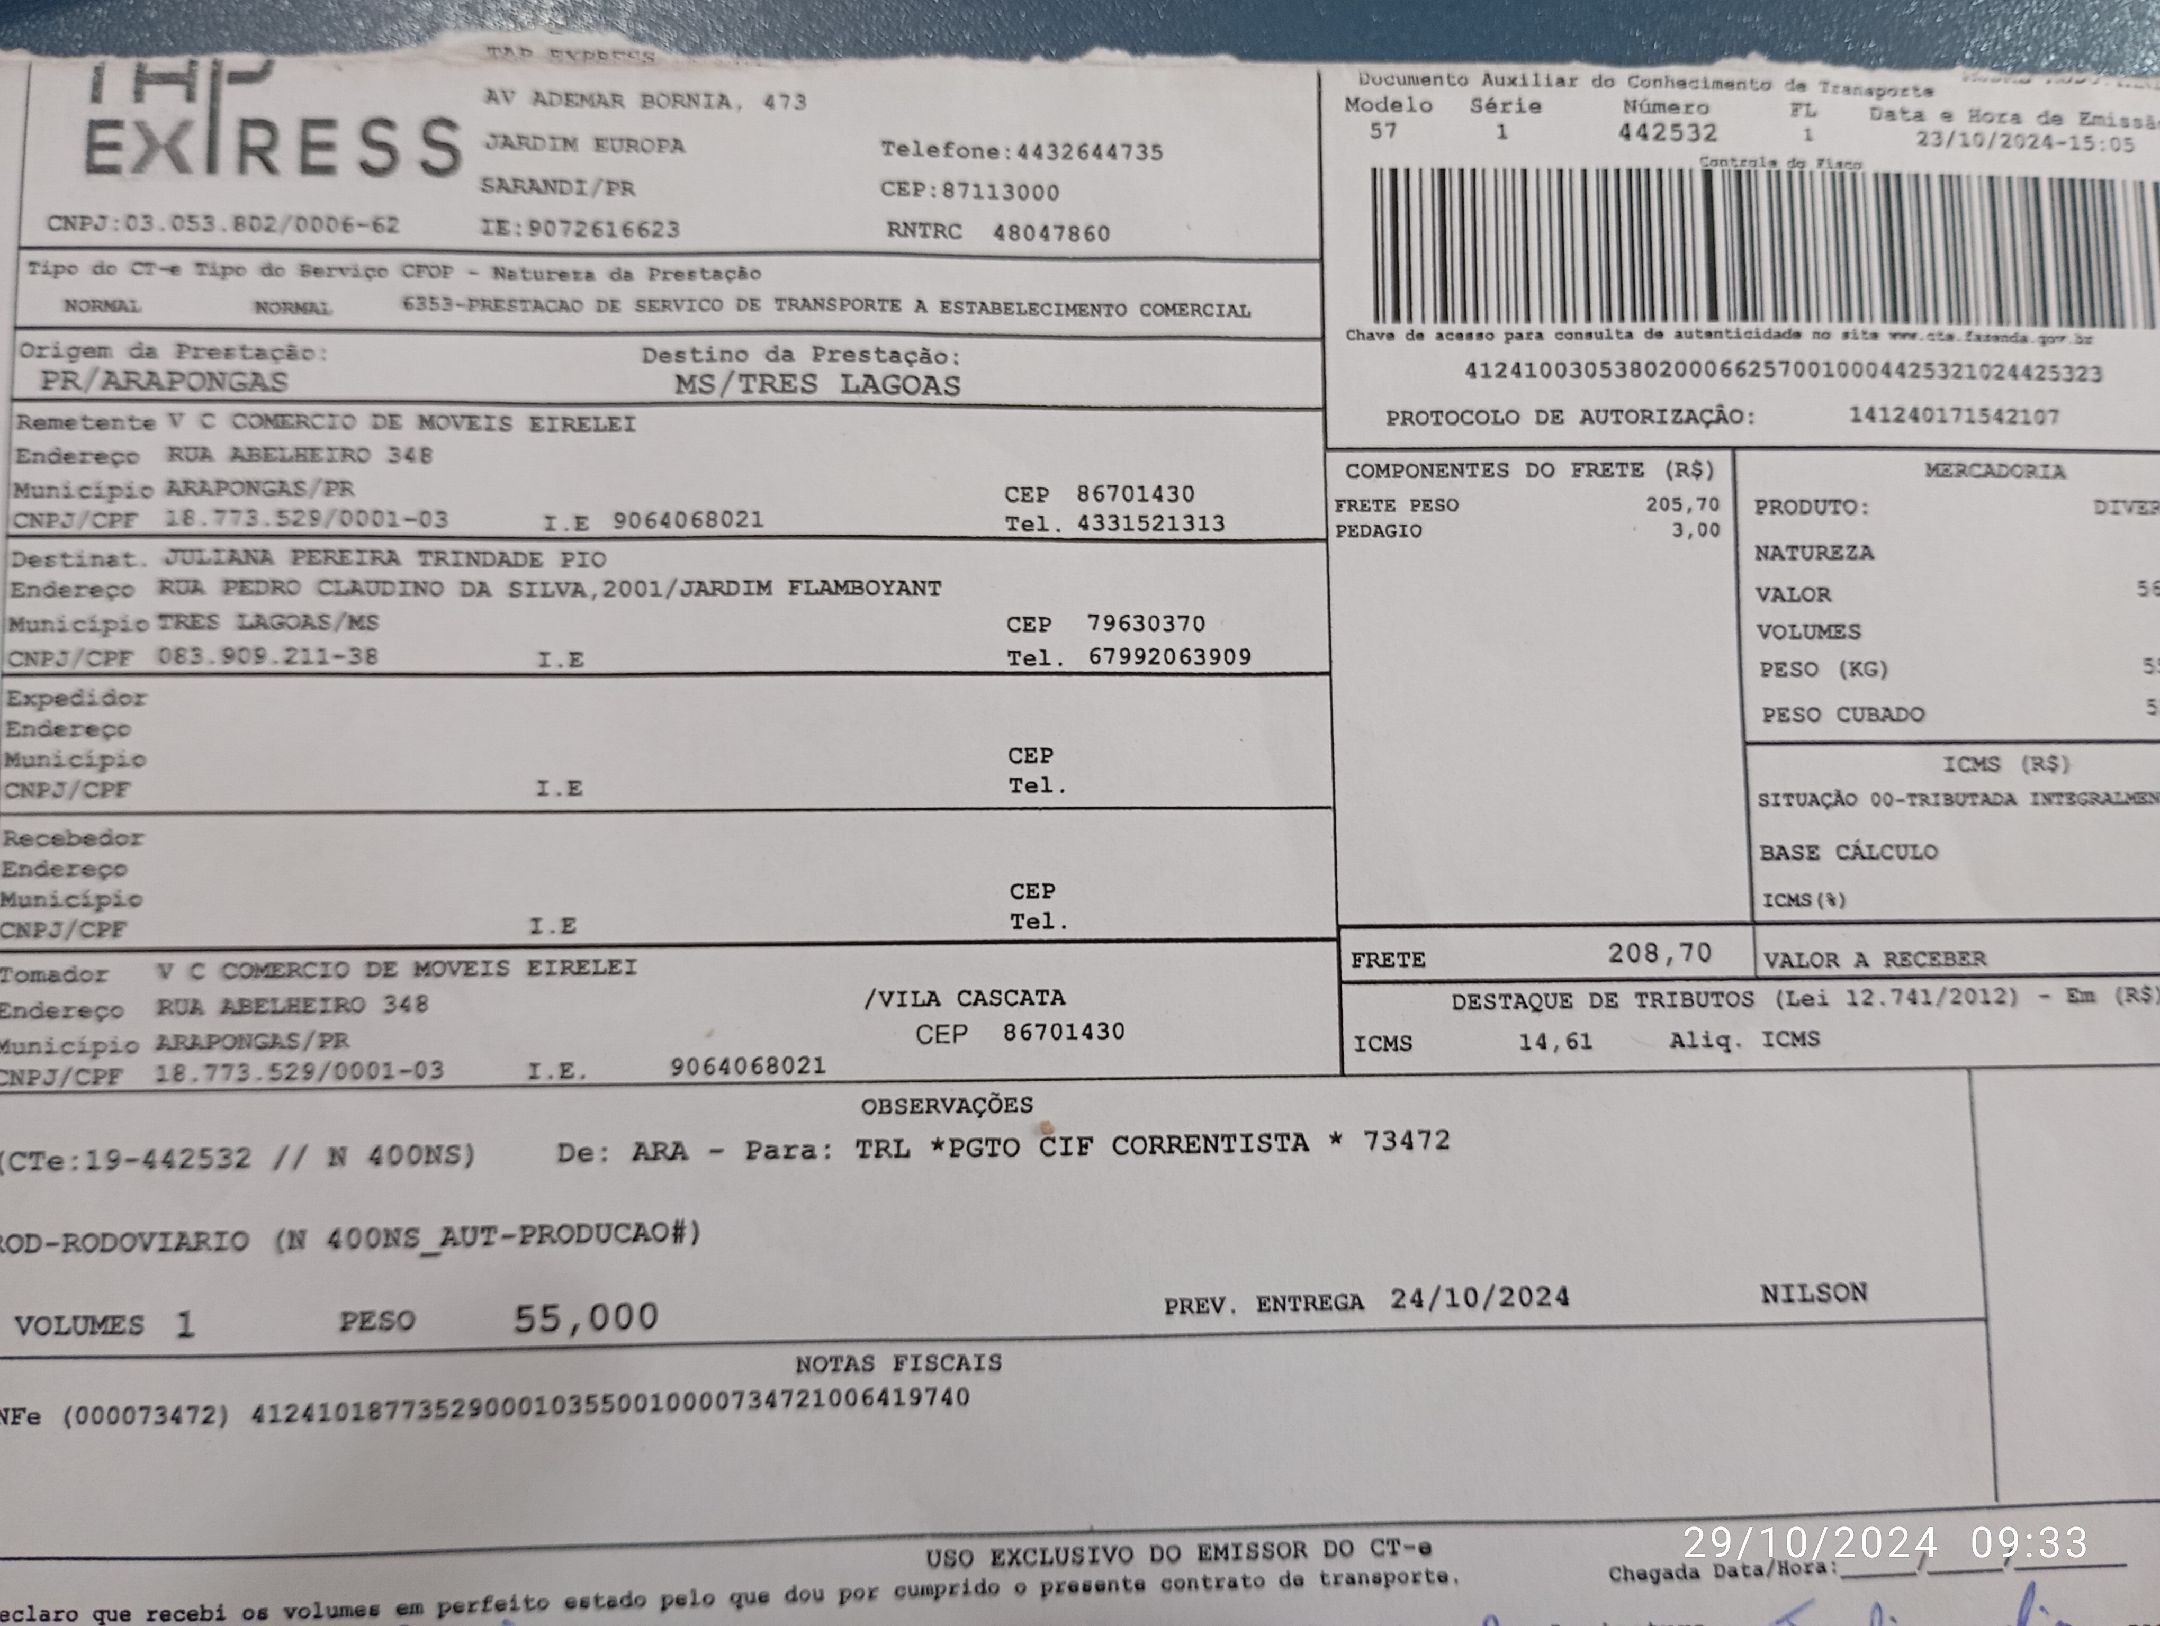 TAP EXPRESS
TAP
EXPRESS
AV ADEMAR BORNIA, 473
JARDIM EUROPA
Telefone:4432644735
SARANDI/PR
CEP:87113000
CNPJ:03.053.802/0006-62
IE:9072616623
RNTRC 48047860
Documento Auxiliar do Conhecimento de Transporte
Modelo Série Número FL Data e Hora de Emissã
57 1 442532 1 23/10/2024-15:05
Controle do Fisco
Chave de acesso para consulta de autenticidade no site www.cte.fazenda.gov.br
41241003053802000662570010004425321024425323
PROTOCOLO DE AUTORIZAÇÃO: 141240171542107
Tipo do CT-e Tipo do Serviço CFOP - Natureza da Prestação
NORMAL NORMAL 6353-PRESTACAO DE SERVICO DE TRANSPORTE A ESTABELECIMENTO COMERCIAL
Origem da Prestação: Destino da Prestação:
PR/ARAPONGAS MS/TRES LAGOAS
Remetente V C COMERCIO DE MOVEIS EIRELEI
Endereço RUA ABELHEIRO 348
Município ARAPONGAS/PR CEP 86701430
CNPJ/CPF 18.773.529/0001-03 I.E 9064068021 Tel. 4331521313
Destinat. JULIANA PEREIRA TRINDADE PIO
Endereço RUA PEDRO CLAUDINO DA SILVA,2001/JARDIM FLAMBOYANT
Município TRES LAGOAS/MS CEP 79630370
CNPJ/CPF 083.909.211-38 I.E Tel. 67992063909
Expedidor
Endereço
Município CEP
CNPJ/CPF I.E Tel.
Recebedor
Endereço
Município CEP
CNPJ/CPF I.E Tel.
Tomador V C COMERCIO DE MOVEIS EIRELEI
Endereço RUA ABELHEIRO 348 /VILA CASCATA
Município ARAPONGAS/PR CEP 86701430
CNPJ/CPF 18.773.529/0001-03 I.E. 9064068021
COMPONENTES DO FRETE (R$)
FRETE PESO 205,70
PEDAGIO 3,00
MERCADORIA
PRODUTO: DIVER
NATUREZA
VALOR 56
VOLUMES
PESO (KG) 55
PESO CUBADO 5
ICMS (R$)
SITUAÇÃO 00-TRIBUTADA INTEGRALMEN
BASE CÁLCULO
ICMS(%)
FRETE 208,70 VALOR A RECEBER
DESTAQUE DE TRIBUTOS (Lei 12.741/2012) - Em (R$)
ICMS 14,61 Aliq. ICMS
OBSERVAÇÕES
(CTe:19-442532 // N 400NS) De: ARA - Para: TRL *PGTO CIF CORRENTISTA * 73472
ROD-RODOVIARIO (N 400NS_AUT-PRODUCAO#)
VOLUMES 1 PESO 55,000 PREV. ENTREGA 24/10/2024 NILSON
NOTAS FISCAIS
NFe (000073472) 41241018773529000103550010000734721006419740
USO EXCLUSIVO DO EMISSOR DO CT-e
29/10/2024 09:33
Chegada Data/Hora:_____/_____/_______
eclaro que recebi os volumes em perfeito estado pelo que dou por cumprido o presente contrato de transporte.